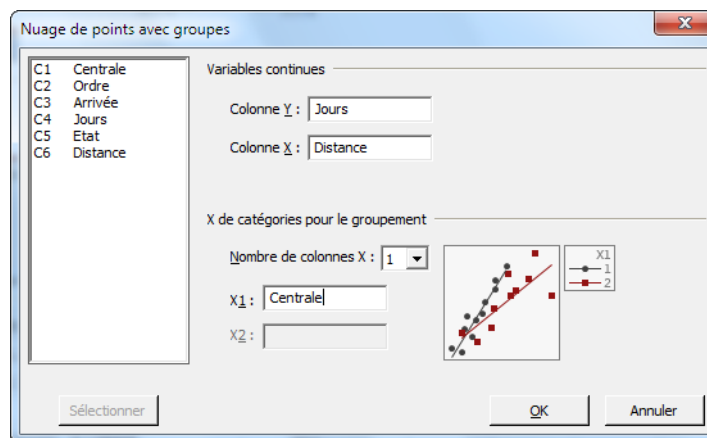 Nuage de points avec groupes
C1 Centrale
C2 Ordre
C3 Arrivée
C4 Jours
C5 Etat
C6 Distance
Variables continues
Colonne Y : Jours
Colonne X : Distance
X de catégories pour le groupement
Nombre de colonnes X : 1
X1 : Centrale
X2 :
X1
1
2
Sélectionner
OK
Annuler